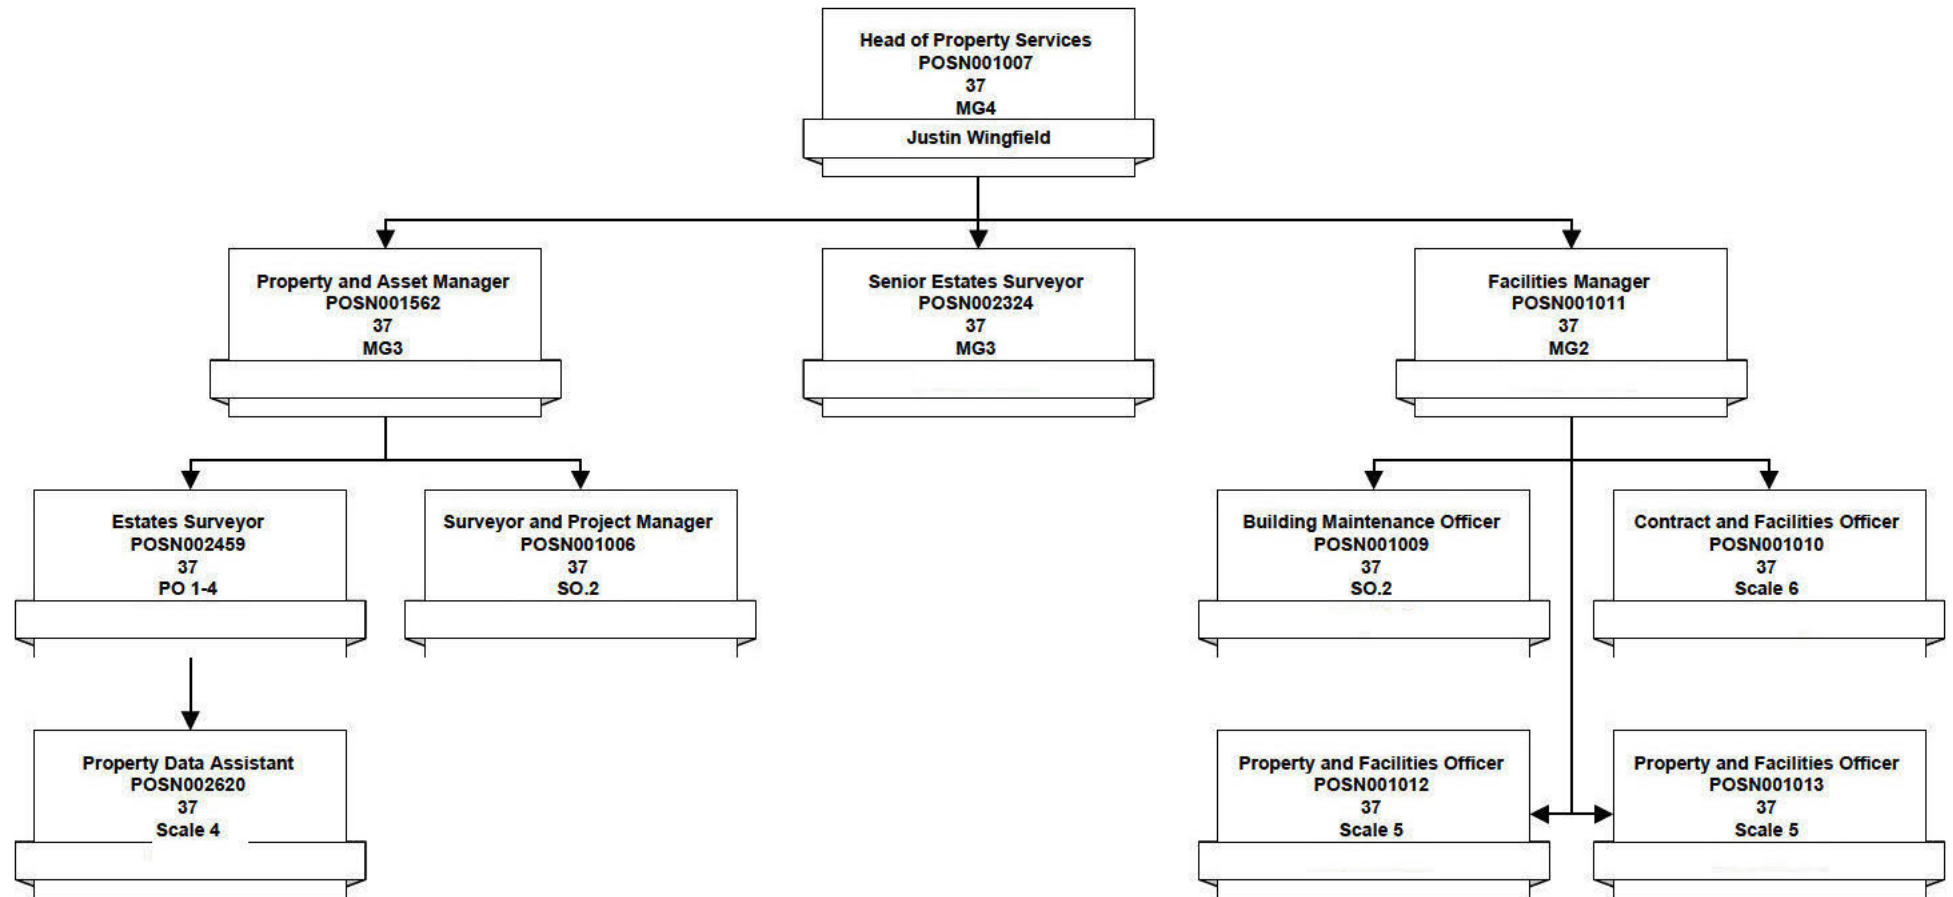 Head of Property Services
POSN001007
37
MG4
Justin Wingfield
Property and Asset Manager
POSN001562
37
MG3
Senior Estates Surveyor
POSN002324
37
MG3
Facilities Manager
POSN001011
37
MG2
Estates Surveyor
POSN002459
37
PO 1-4
Surveyor and Project Manager
POSN001006
37
SO.2
Building Maintenance Officer
POSN001009
37
SO.2
Contract and Facilities Officer
POSN001010
37
Scale 6
Property Data Assistant
POSN002620
37
Scale 4
Property and Facilities Officer
POSN001012
37
Scale 5
Property and Facilities Officer
POSN001013
37
Scale 5